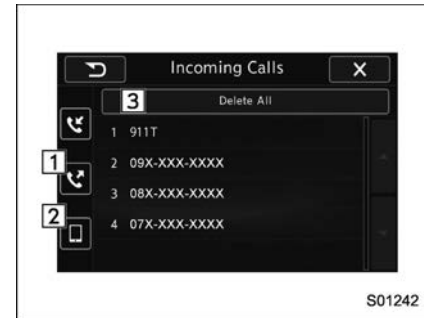 Incoming Calls
X
3
Delete All
1 911T
2 09X-XXX-XXXX
1
3 08X-XXX-XXXX
2
4 07X-XXX-XXXX
S01242